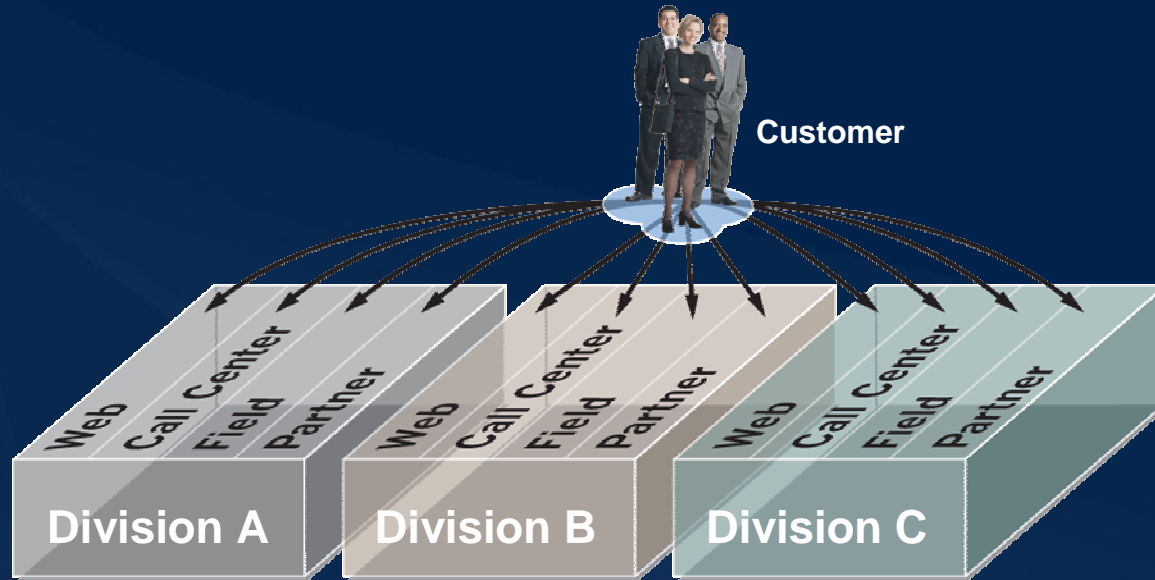 Customer
Web
Call Center
Field
Partner
Web
Call Center
Field
Partner
Web
Call Center
Field
Partner
Division A
Division B
Division C